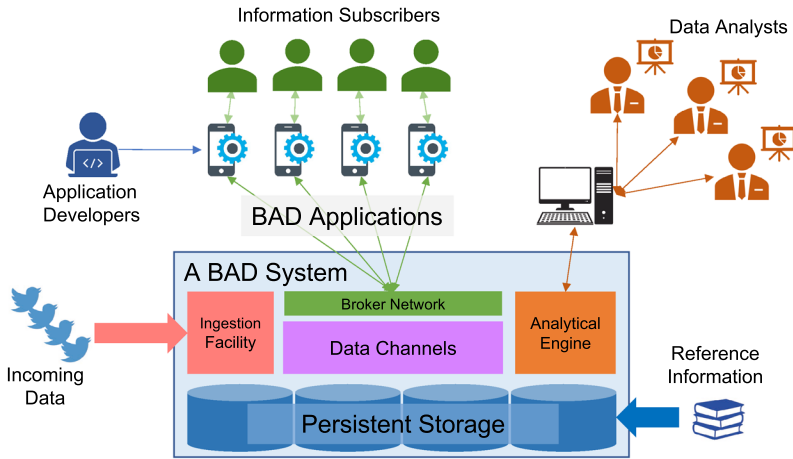 Information Subscribers
Data Analysts
</>
Application
Developers
BAD Applications
A BAD System
Broker Network
Ingestion
Facility
Data Channels
Analytical
Engine
Incoming
Data
Reference
Information
Persistent Storage